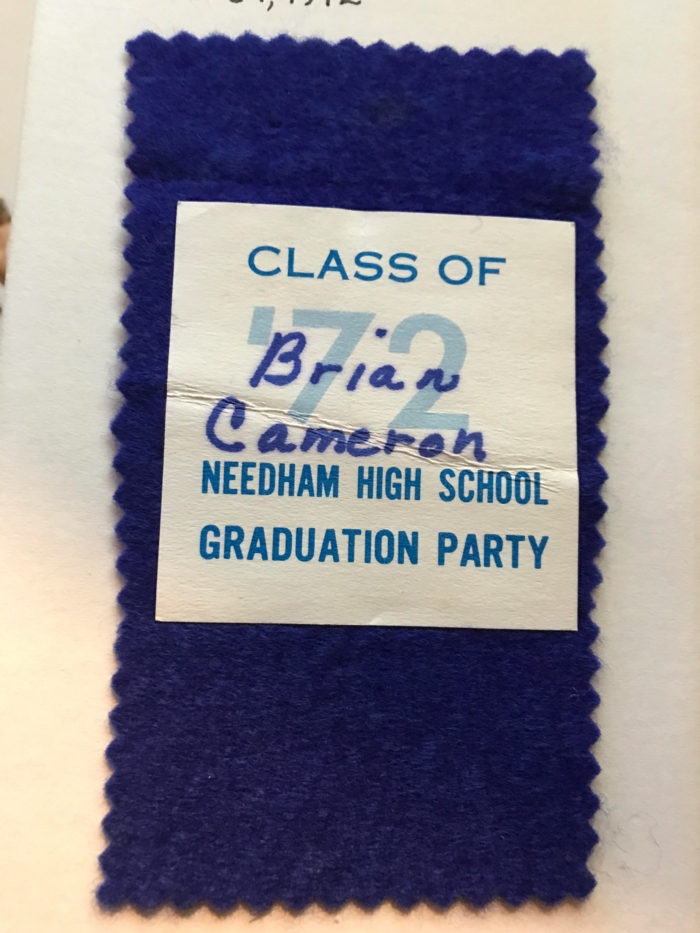 CLASS OF
'72
Brian
Cameron
NEEDHAM HIGH SCHOOL
GRADUATION PARTY